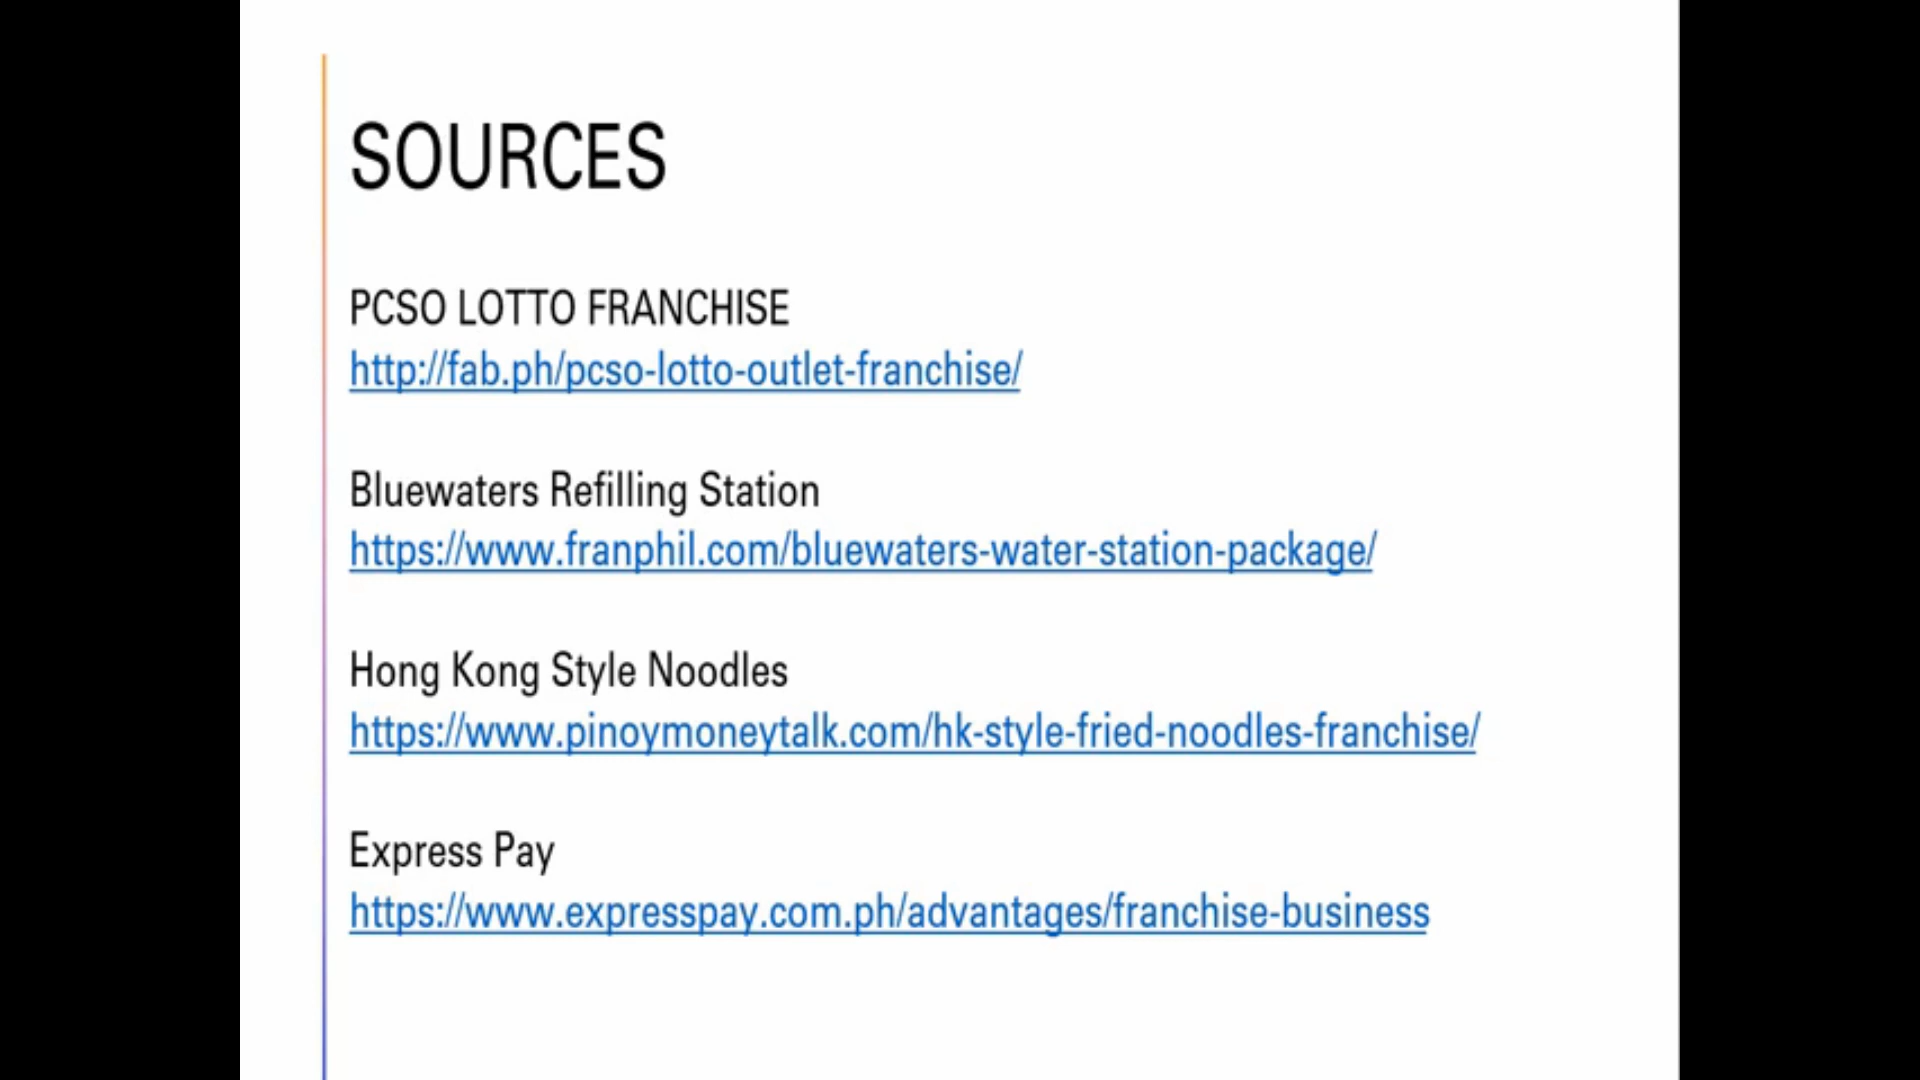 SOURCES
PCSO LOTTO FRANCHISE
http://fab.ph/pcso-lotto-outlet-franchise/
Bluewaters Refilling Station
https://www.franphil.com/bluewaters-water-station-package/
Hong Kong Style Noodles
https://www.pinoymoneytalk.com/hk-style-fried-noodles-franchise/
Express Pay
https://www.expresspay.com.ph/advantages/franchise-business